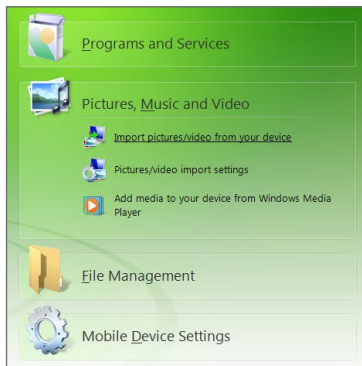 Programs and Services
Pictures, Music and Video
Import pictures/video from your device
Pictures/video import settings
Add media to your device from Windows Media
Player
File Management
Mobile Device Settings